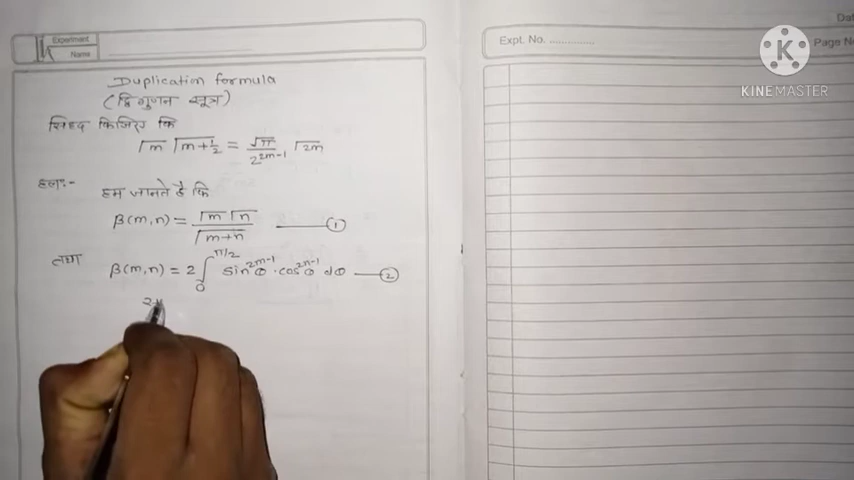 Experiment
Name
Duplication formula
(द्विगुणन सूत्र)
सिद्ध किजिए कि
Γm Γm+1/2 = √π/2^(2m-1) Γ2m
हल:-
हम जानते है कि
β(m,n) = Γm Γn/Γm+n —— ①
तथा β(m,n) = 2 ∫₀^(π/2) sin^(2m-1)θ · cos^(2n-1)θ dθ —— ②
Expt. No. ..............
Page No
K
KINEMASTER